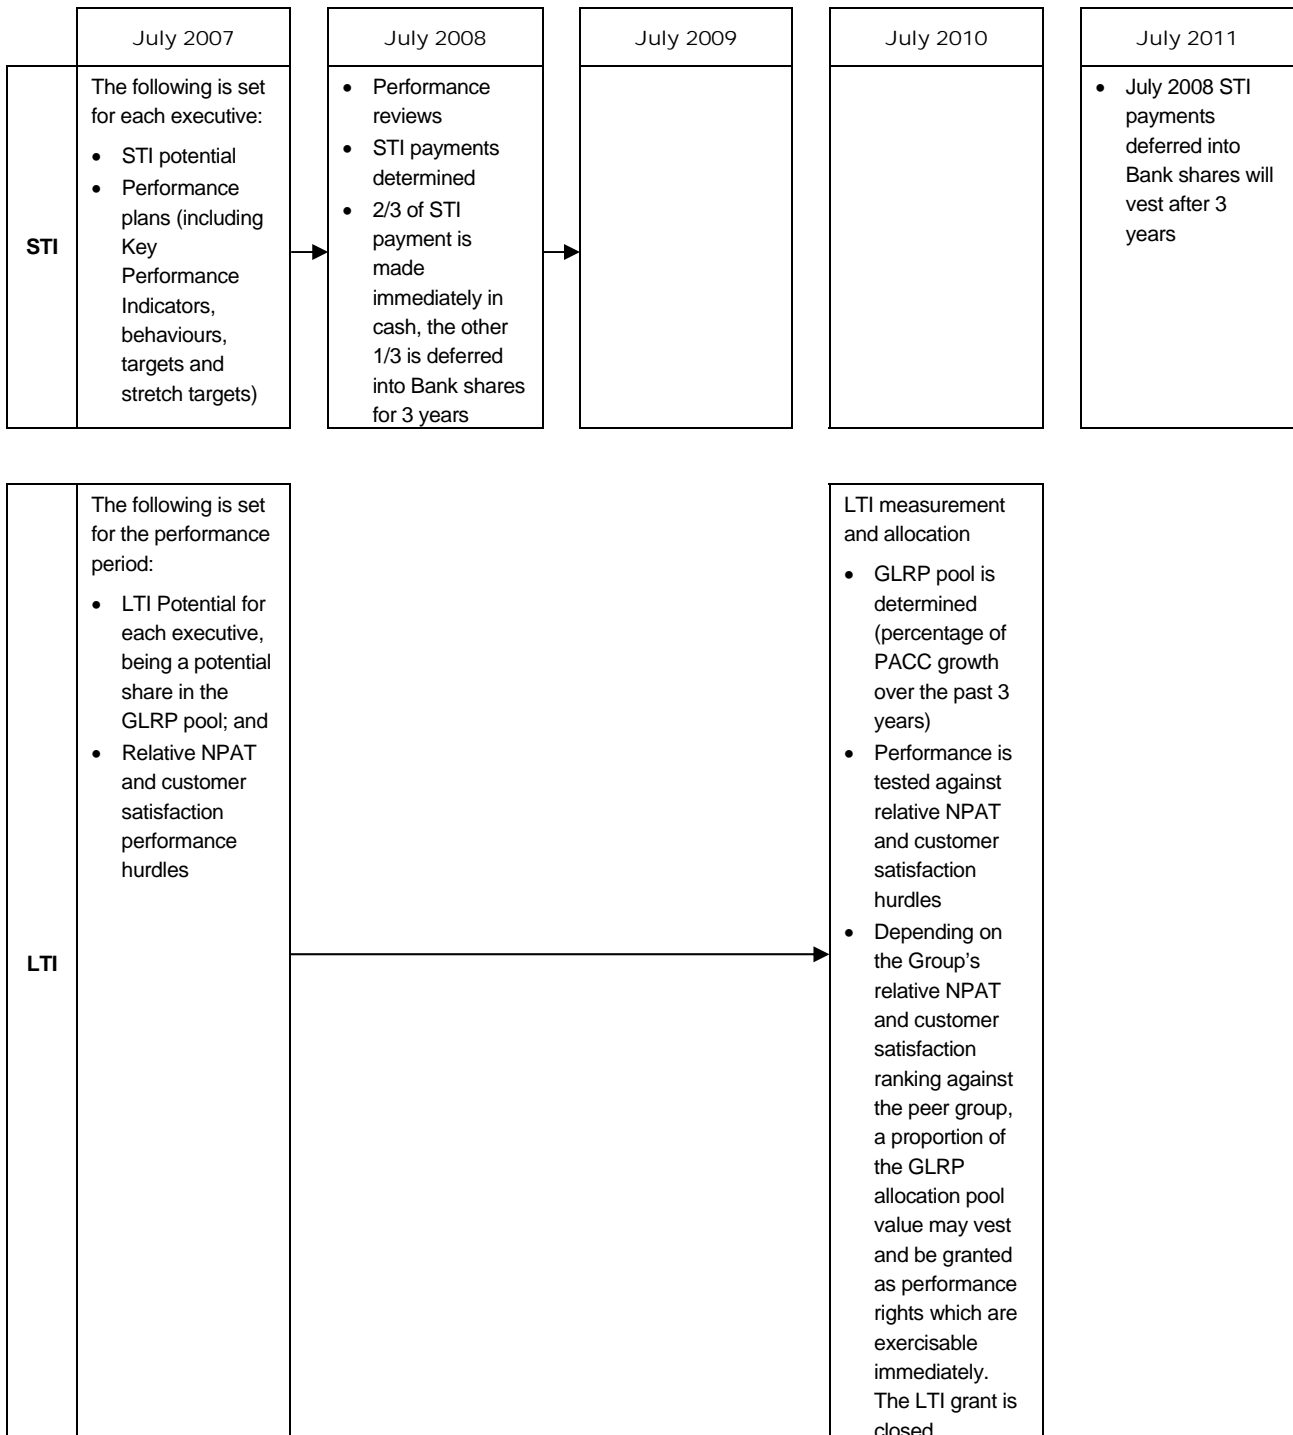 July 2007
July 2008
July 2009
July 2010
July 2011
STI
The following is set
for each executive:
• STI potential
• Performance
plans (including
Key
Performance
Indicators,
behaviours,
targets and
stretch targets)
• Performance
reviews
• STI payments
determined
• 2/3 of STI
payment is
made
immediately in
cash, the other
1/3 is deferred
into Bank shares
for 3 years
• July 2008 STI
payments
deferred into
Bank shares will
vest after 3
years
LTI
The following is set
for the performance
period:
• LTI Potential for
each executive,
being a potential
share in the
GLRP pool; and
• Relative NPAT
and customer
satisfaction
performance
hurdles
LTI measurement
and allocation
• GLRP pool is
determined
(percentage of
PACC growth
over the past 3
years)
• Performance is
tested against
relative NPAT
and customer
satisfaction
hurdles
• Depending on
the Group’s
relative NPAT
and customer
satisfaction
ranking against
the peer group,
a proportion of
the GLRP
allocation pool
value may vest
and be granted
as performance
rights which are
exercisable
immediately.
The LTI grant is
closed